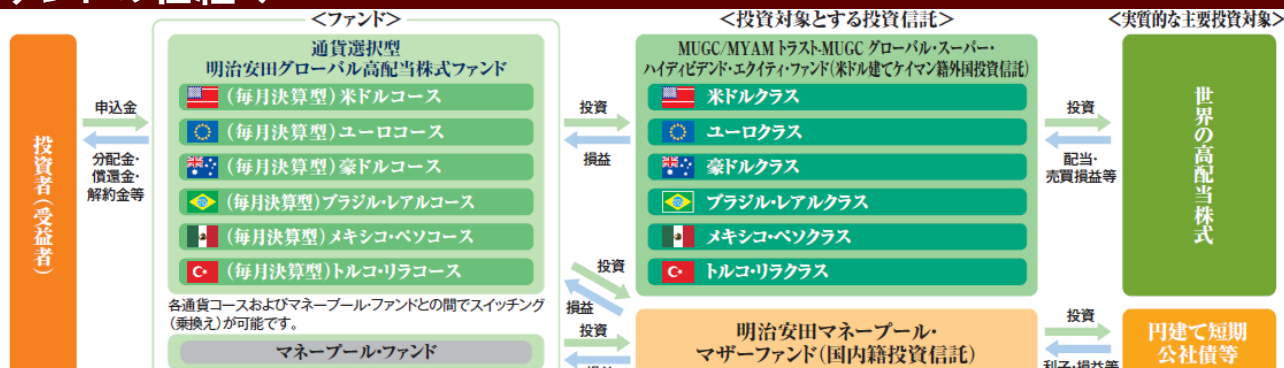 <ファンド>
<投資対象とする投資信託>
<実質的な主要投資対象>
投資者(受益者)
申込金
分配金・
償還金・
解約金等
通貨選択型
明治安田グローバル高配当株式ファンド
(毎月決算型)米ドルコース
(毎月決算型)ユーロコース
(毎月決算型)豪ドルコース
(毎月決算型)ブラジル・レアルコース
(毎月決算型)メキシコ・ペソコース
(毎月決算型)トルコ・リラコース
各通貨コースおよびマネープール・ファンドとの間でスイッチング
(乗換え)が可能です。
マネープール・ファンド
投資
損益
投資
損益
投資
MUGC/MYAM トラスト-MUGC グローバル・スーパー・
ハイディビデンド・エクイティ・ファンド(米ドル建てケイマン籍外国投資信託)
米ドルクラス
ユーロクラス
豪ドルクラス
ブラジル・レアルクラス
メキシコ・ペソクラス
トルコ・リラクラス
明治安田マネープール・
マザーファンド(国内籍投資信託)
投資
配当・
売買損益等
投資
利子・損益等
世界の高配当株式
円建て短期
公社債等